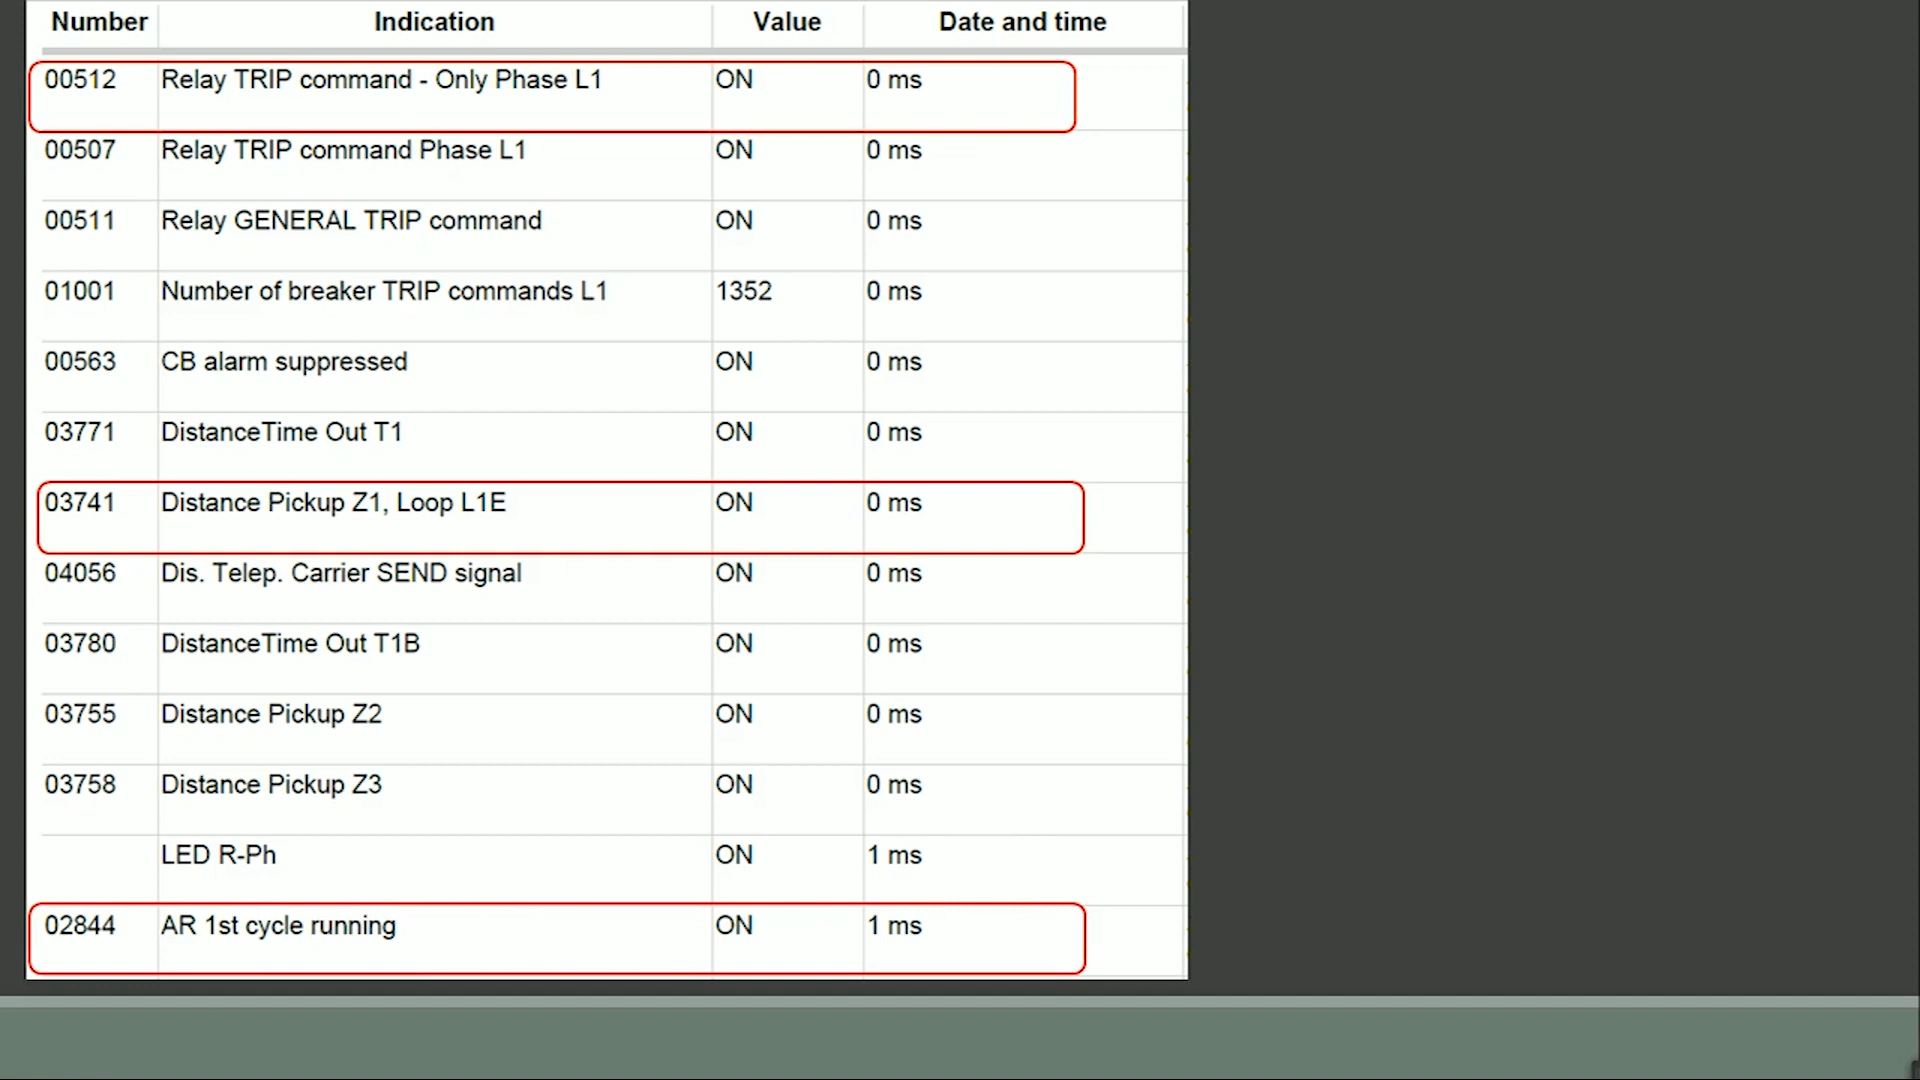 Number Indication Value Date and time
00512 Relay TRIP command - Only Phase L1 ON 0 ms
00507 Relay TRIP command Phase L1 ON 0 ms
00511 Relay GENERAL TRIP command ON 0 ms
01001 Number of breaker TRIP commands L1 1352 0 ms
00563 CB alarm suppressed ON 0 ms
03771 DistanceTime Out T1 ON 0 ms
03741 Distance Pickup Z1, Loop L1E ON 0 ms
04056 Dis. Telep. Carrier SEND signal ON 0 ms
03780 DistanceTime Out T1B ON 0 ms
03755 Distance Pickup Z2 ON 0 ms
03758 Distance Pickup Z3 ON 0 ms
LED R-Ph ON 1 ms
02844 AR 1st cycle running ON 1 ms